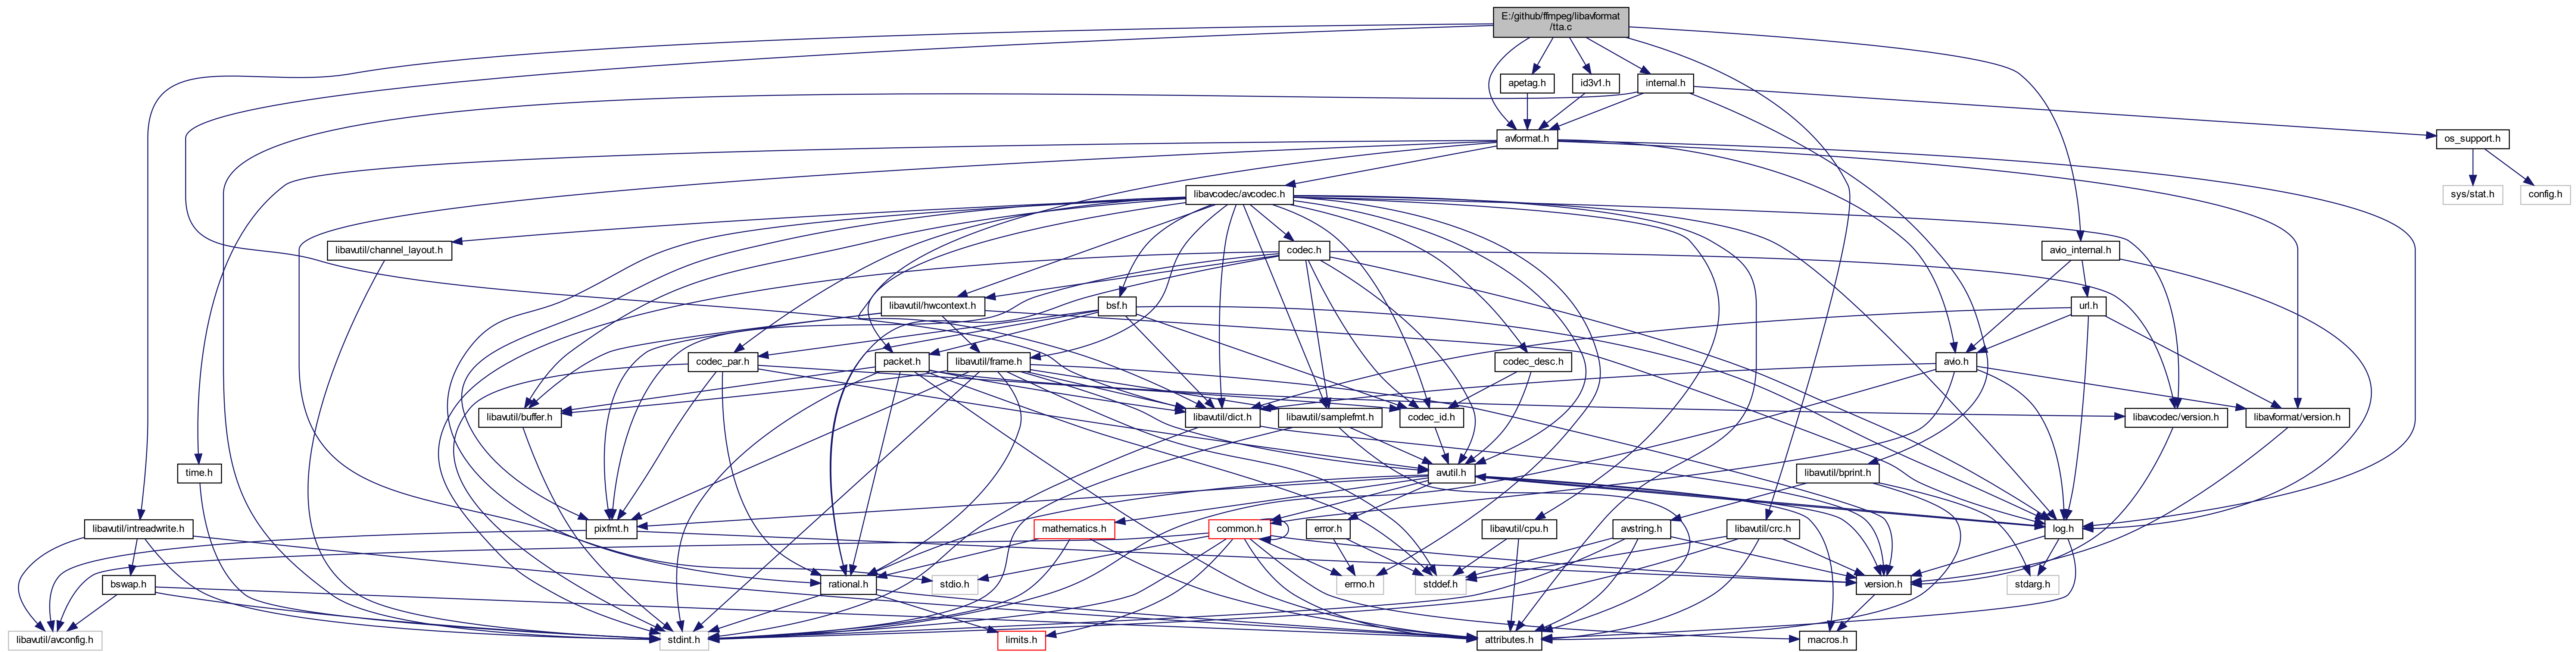 E:/github/ffmpeg/libavformat
/tta.c
apetag.h
id3v1.h
internal.h
avformat.h
os_support.h
libavcodec/avcodec.h
sys/stat.h
config.h
libavutil/channel_layout.h
codec.h
avio_internal.h
libavutil/hwcontext.h
bsf.h
url.h
codec_par.h
packet.h
libavutil/frame.h
codec_desc.h
avio.h
libavutil/buffer.h
libavutil/dict.h
libavutil/samplefmt.h
codec_id.h
libavcodec/version.h
libavformat/version.h
time.h
avutil.h
libavutil/bprint.h
libavutil/intreadwrite.h
pixfmt.h
mathematics.h
common.h
error.h
libavutil/cpu.h
avstring.h
libavutil/crc.h
log.h
bswap.h
rational.h
stdio.h
errno.h
stddef.h
version.h
stdarg.h
libavutil/avconfig.h
stdint.h
limits.h
attributes.h
macros.h